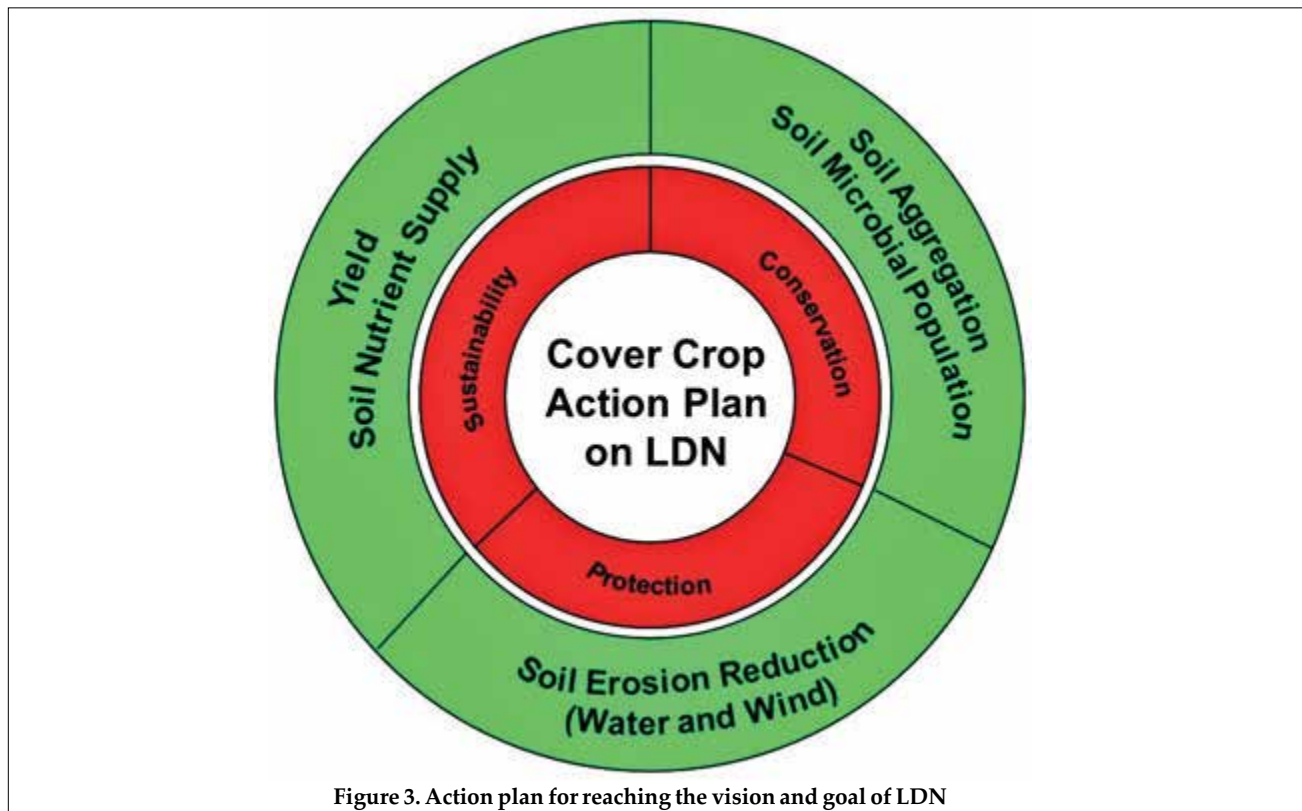 Yield
Soil Nutrient Supply
Soil Aggregation
Soil Microbial Population
Sustainability
Conservation
Cover Crop
Action Plan
on LDN
Protection
Soil Erosion Reduction
(Water and Wind)
Figure 3. Action plan for reaching the vision and goal of LDN